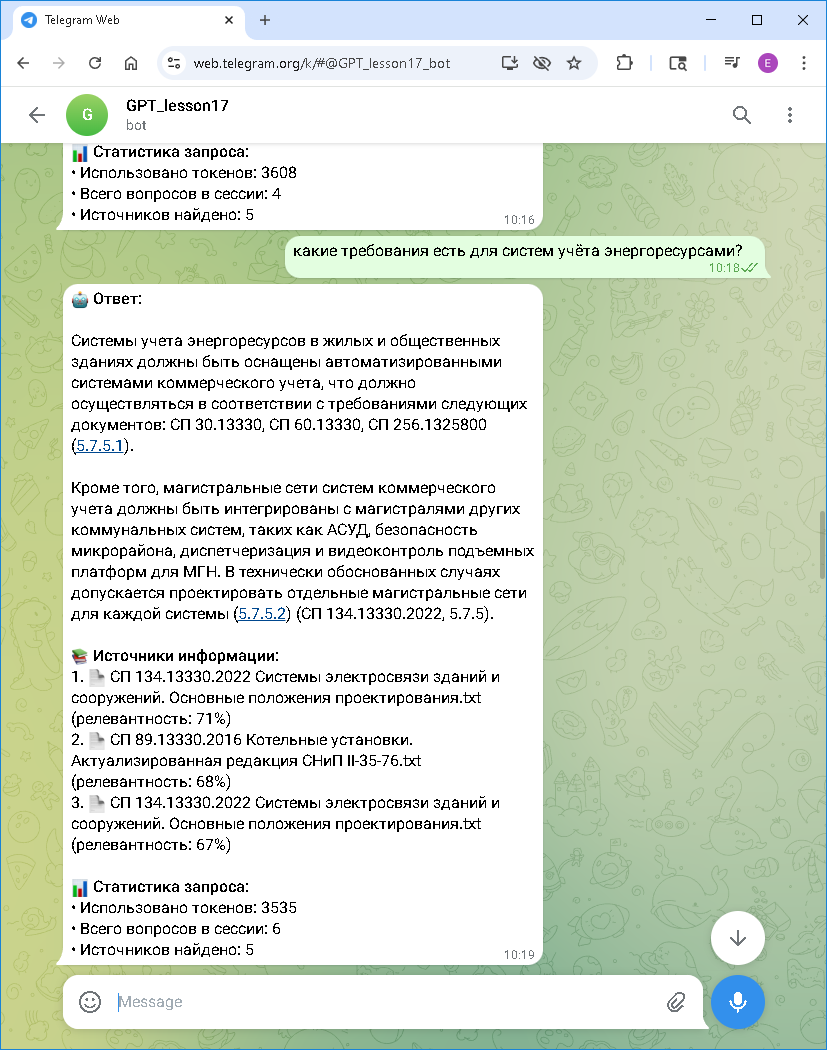 Telegram Web
web.telegram.org/k/#@GPT_lesson17_bot
E
G
GPT_lesson17
bot
📊 Статистика запроса:
• Использовано токенов: 3608
• Всего вопросов в сессии: 4
• Источников найдено: 5
10:16
какие требования есть для систем учёта энергоресурсами?
10:18
🤖 Ответ:
Системы учета энергоресурсов в жилых и общественных
зданиях должны быть оснащены автоматизированными
системами коммерческого учета, что должно
осуществляться в соответствии с требованиями следующих
документов: СП 30.13330, СП 60.13330, СП 256.1325800
(5.7.5.1).
Кроме того, магистральные сети систем коммерческого
учета должны быть интегрированы с магистралями других
коммунальных систем, таких как АСУД, безопасность
микрорайона, диспетчеризация и видеоконтроль подъемных
платформ для МГН. В технически обоснованных случаях
допускается проектировать отдельные магистральные сети
для каждой системы (5.7.5.2) (СП 134.13330.2022, 5.7.5).
📚 Источники информации:
1. 📄 СП 134.13330.2022 Системы электросвязи зданий и
сооружений. Основные положения проектирования.txt
(релевантность: 71%)
2. 📄 СП 89.13330.2016 Котельные установки.
Актуализированная редакция СНиП II-35-76.txt
(релевантность: 68%)
3. 📄 СП 134.13330.2022 Системы электросвязи зданий и
сооружений. Основные положения проектирования.txt
(релевантность: 67%)
📊 Статистика запроса:
• Использовано токенов: 3535
• Всего вопросов в сессии: 6
• Источников найдено: 5
10:19
Message